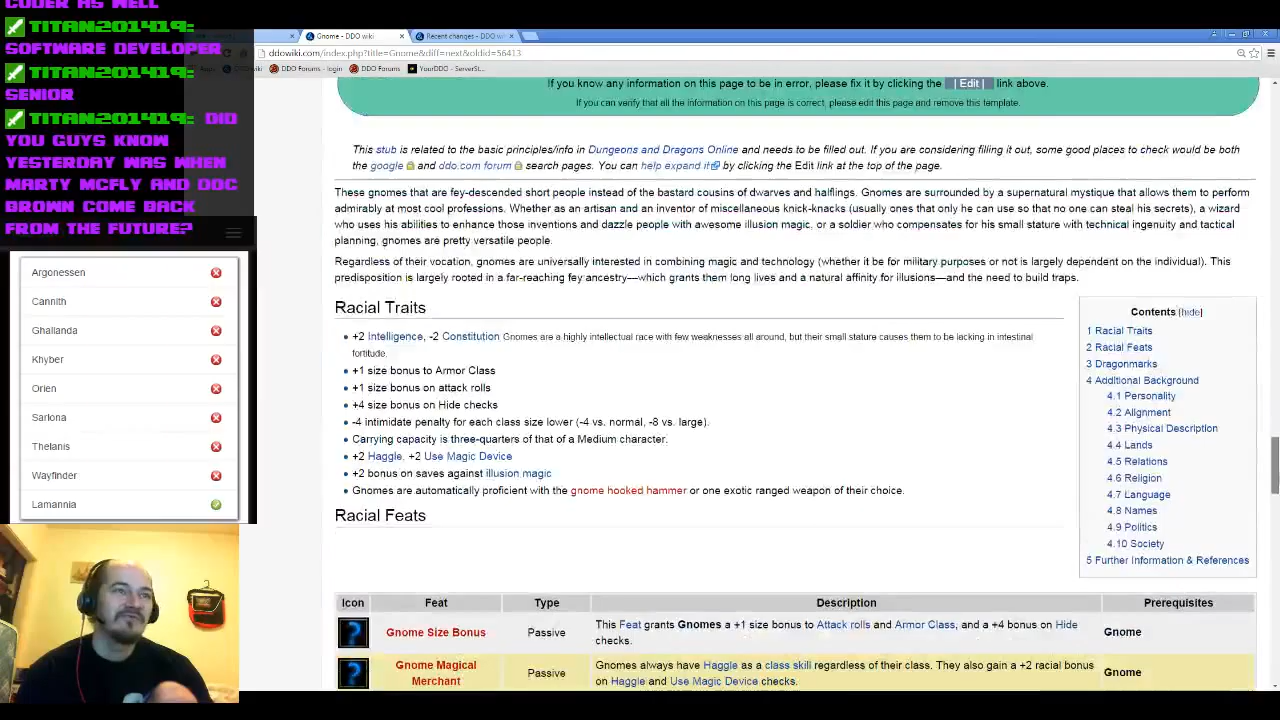 CODER AS WELL
TITAN201419:
SOFTWARE DEVELOPER
TITAN201419:
SENIOR
TITAN201419: DID
YOU GUYS KNOW
YESTERDAY WAS WHEN
MARTY MCFLY AND DOC
BROWN COME BACK
FROM THE FUTURE?
Argonessen
Cannith
Ghallanda
Khyber
Orien
Sarlona
Thelanis
Wayfinder
Lamannia
Gnome - DDO wiki
Recent changes - DDO wi
ddowiki.com/index.php?title=Gnome&diff=next&oldid=56413
DDO Forums - login
DDO Forums
YourDDO - ServerSt...
If you know any information on this page to be in error, please fix it by clicking the | Edit | link above.
If you can verify that all the information on this page is correct, please edit this page and remove this template.
This stub is related to the basic principles/info in Dungeons and Dragons Online and needs to be filled out. If you are considering filling it out, some good places to check would be both
the google and ddo.com forum search pages. You can help expand it by clicking the Edit link at the top of the page.
These gnomes that are fey-descended short people instead of the bastard cousins of dwarves and halflings. Gnomes are surrounded by a supernatural mystique that allows them to perform
admirably at most cool professions. Whether as an artisan and an inventor of miscellaneous knick-knacks (usually ones that only he can use so that no one can steal his secrets), a wizard
who uses his abilities to enhance those inventions and dazzle people with awesome illusion magic, or a soldier who compensates for his small stature with technical ingenuity and tactical
planning, gnomes are pretty versatile people.
Regardless of their vocation, gnomes are universally interested in combining magic and technology (whether it be for military purposes or not is largely dependent on the individual). This
predisposition is largely rooted in a far-reaching fey ancestry—which grants them long lives and a natural affinity for illusions—and the need to build traps.
Racial Traits
+2 Intelligence, -2 Constitution Gnomes are a highly intellectual race with few weaknesses all around, but their small stature causes them to be lacking in intestinal
fortitude.
+1 size bonus to Armor Class
+1 size bonus on attack rolls
+4 size bonus on Hide checks
-4 intimidate penalty for each class size lower (-4 vs. normal, -8 vs. large).
Carrying capacity is three-quarters of that of a Medium character.
+2 Haggle, +2 Use Magic Device
+2 bonus on saves against illusion magic
Gnomes are automatically proficient with the gnome hooked hammer or one exotic ranged weapon of their choice.
Contents [hide]
1 Racial Traits
2 Racial Feats
3 Dragonmarks
4 Additional Background
4.1 Personality
4.2 Alignment
4.3 Physical Description
4.4 Lands
4.5 Relations
4.6 Religion
4.7 Language
4.8 Names
4.9 Politics
4.10 Society
5 Further Information & References
Racial Feats
Icon Feat Type Description Prerequisites
Gnome Size Bonus Passive This Feat grants Gnomes a +1 size bonus to Attack rolls and Armor Class, and a +4 bonus on Hide
checks. Gnome
Gnome Magical
Merchant Passive Gnomes always have Haggle as a class skill regardless of their class. They also gain a +2 racial bonus
on Haggle and Use Magic Device checks. Gnome